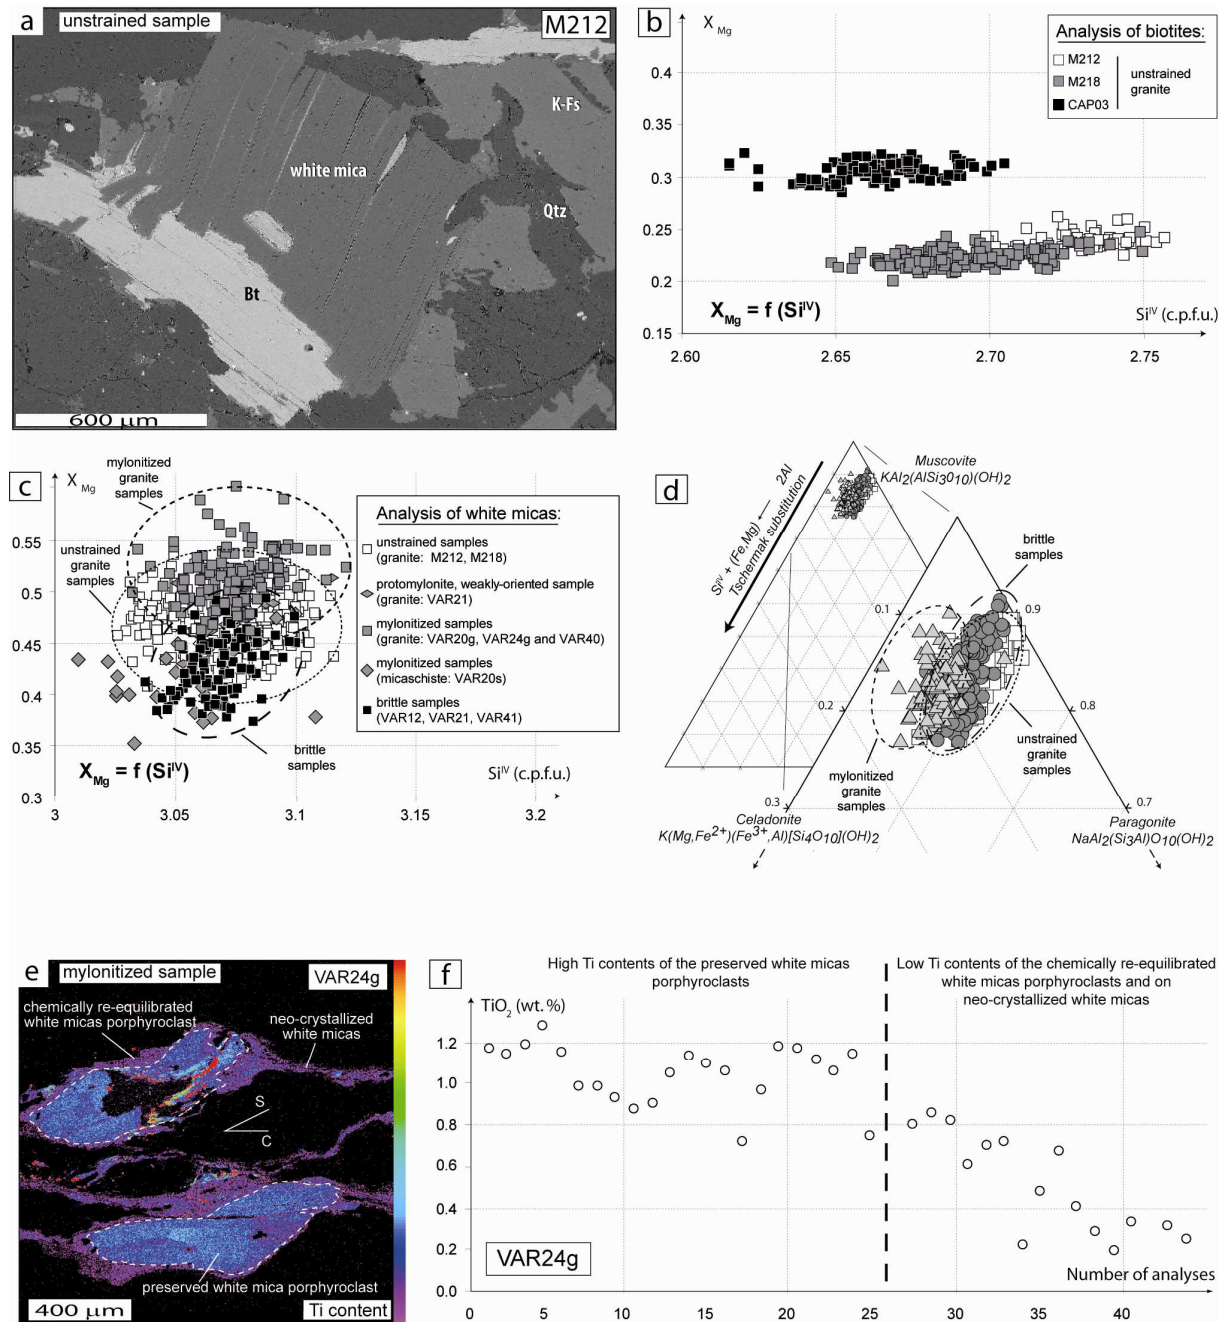 a
unstrained sample
M212
K-Fs
white mica
Qtz
Bt
600 µm
b
X Mg
Analysis of biotites:
M212
M218
CAP03
unstrained
granite
0.4
0.35
0.3
0.25
0.2
0.15
X Mg = f (Si IV)
Si IV (c.p.f.u.)
2.60
2.65
2.70
2.75
c
X Mg
mylonitized
granite
samples
unstrained
granite
samples
0.55
0.5
0.45
0.4
0.35
0.3
Analysis of white micas:
unstrained samples
(granite: M212, M218)
protomylonite, weakly-oriented sample
(granite: VAR21)
mylonitized samples
(granite: VAR20g, VAR24g and VAR40)
mylonitized samples
(micaschiste: VAR20s)
brittle samples
(VAR12, VAR21, VAR41)
brittle
samples
X Mg = f (Si IV)
Si IV (c.p.f.u.)
3
3.05
3.1
3.2
d
Muscovite
KAl2(AlSi3O10)(OH)2
Si IV + (Fe,Mg) ← 2Al
Tschermak substitution
brittle
samples
0.1
0.9
0.2
0.8
unstrained
granite
samples
mylonitized
granite
samples
0.3
0.7
Celadonite
K(Mg,Fe2+)(Fe3+,Al)[Si4O10](OH)2
Paragonite
NaAl2(Si3Al)O10(OH)2
e
mylonitized sample
VAR24g
chemically re-equilibrated
white micas porphyroclast
neo-crystallized
white micas
S
C
preserved white mica porphyroclast
400 µm
Ti content
f
High Ti contents of the preserved white micas
porphyroclasts
Low Ti contents of the chemically re-equilibrated
white micas porphyroclasts and on
neo-crystallized white micas
TiO2 (wt.%)
1.2
1.0
0.8
0.6
0.4
0.2
0.0
VAR24g
Number of analyses
0
5
10
15
20
25
30
35
40